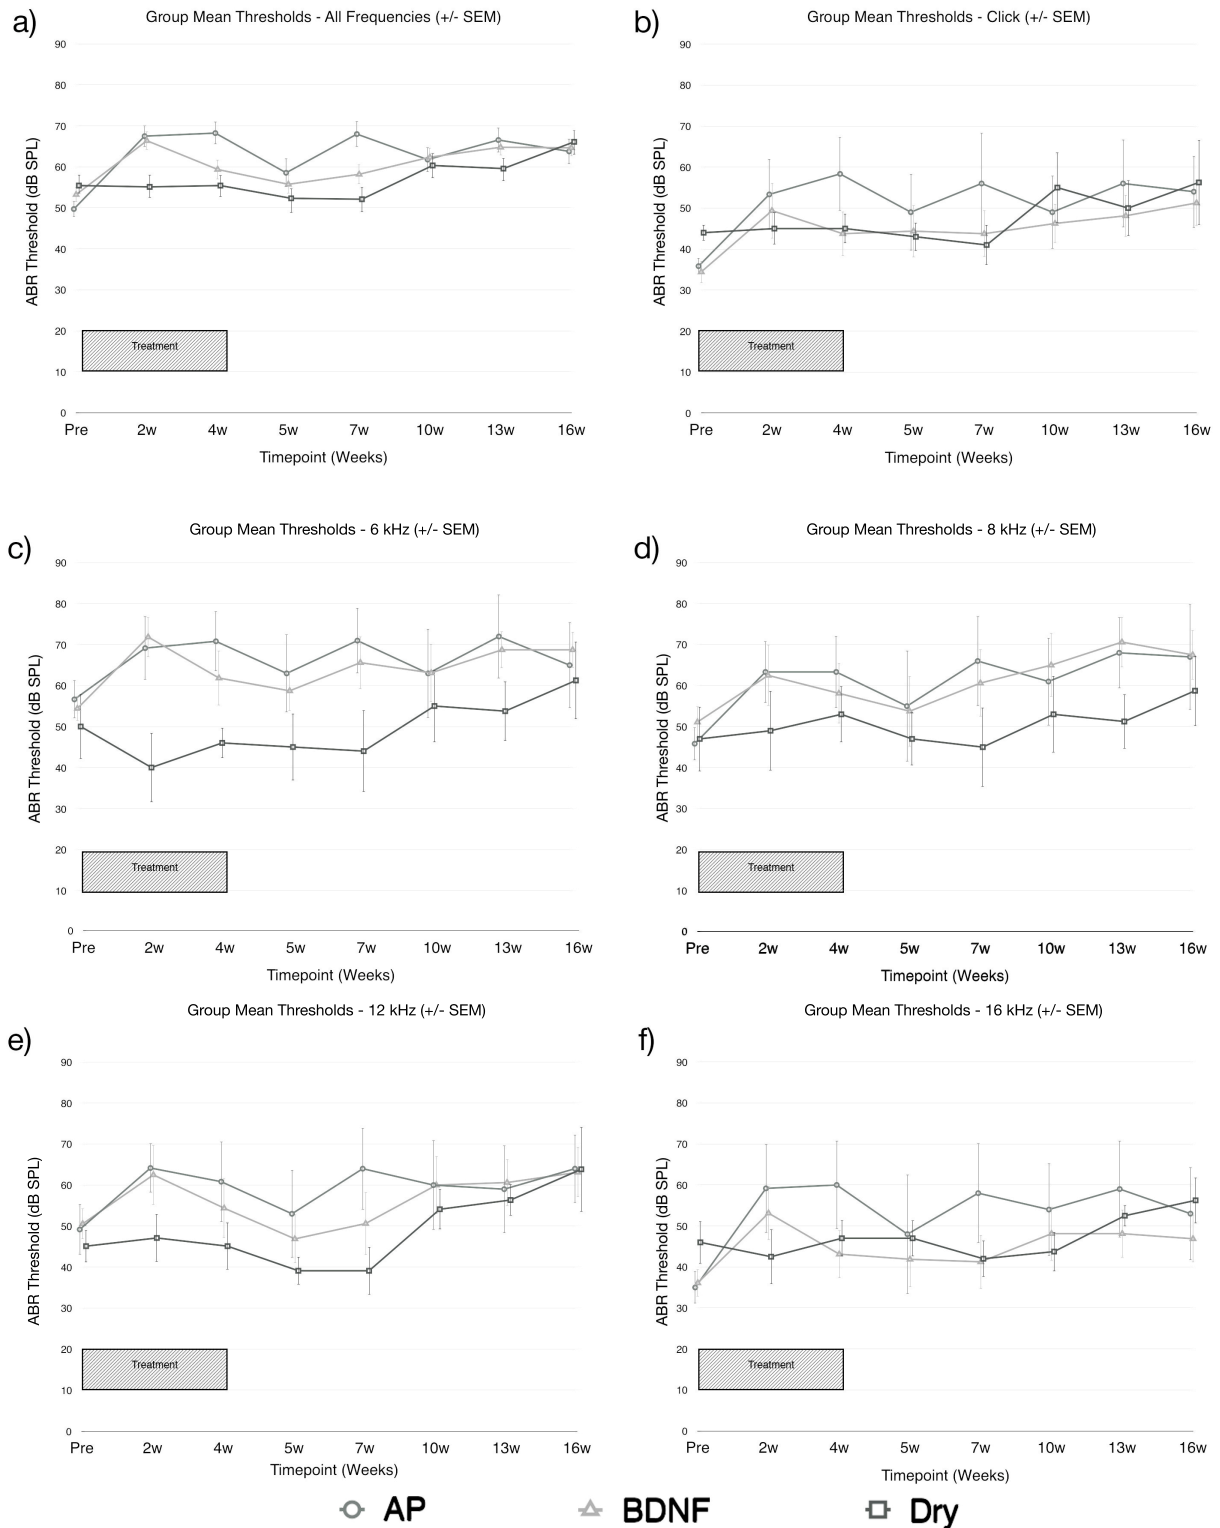 a)
Group Mean Thresholds - All Frequencies (+/- SEM)
ABR Threshold (dB SPL)
90
80
70
60
50
40
30
20
10
0
Treatment
Pre 2w 4w 5w 7w 10w 13w 16w
Timepoint (Weeks)
b)
Group Mean Thresholds - Click (+/- SEM)
ABR Threshold (dB SPL)
90
80
70
60
50
40
30
20
10
0
Treatment
Pre 2w 4w 5w 7w 10w 13w 16w
Timepoint (Weeks)
c)
Group Mean Thresholds - 6 kHz (+/- SEM)
ABR Threshold (dB SPL)
90
80
70
60
50
40
30
20
10
0
Treatment
Pre 2w 4w 5w 7w 10w 13w 16w
Timepoint (Weeks)
d)
Group Mean Thresholds - 8 kHz (+/- SEM)
ABR Threshold (dB SPL)
90
80
70
60
50
40
30
20
10
0
Treatment
Pre 2w 4w 5w 7w 10w 13w 16w
Timepoint (Weeks)
e)
Group Mean Thresholds - 12 kHz (+/- SEM)
ABR Threshold (dB SPL)
90
80
70
60
50
40
30
20
10
0
Treatment
Pre 2w 4w 5w 7w 10w 13w 16w
Timepoint (Weeks)
f)
Group Mean Thresholds - 16 kHz (+/- SEM)
ABR Threshold (dB SPL)
90
80
70
60
50
40
30
20
10
0
Treatment
Pre 2w 4w 5w 7w 10w 13w 16w
Timepoint (Weeks)
AP BDNF Dry